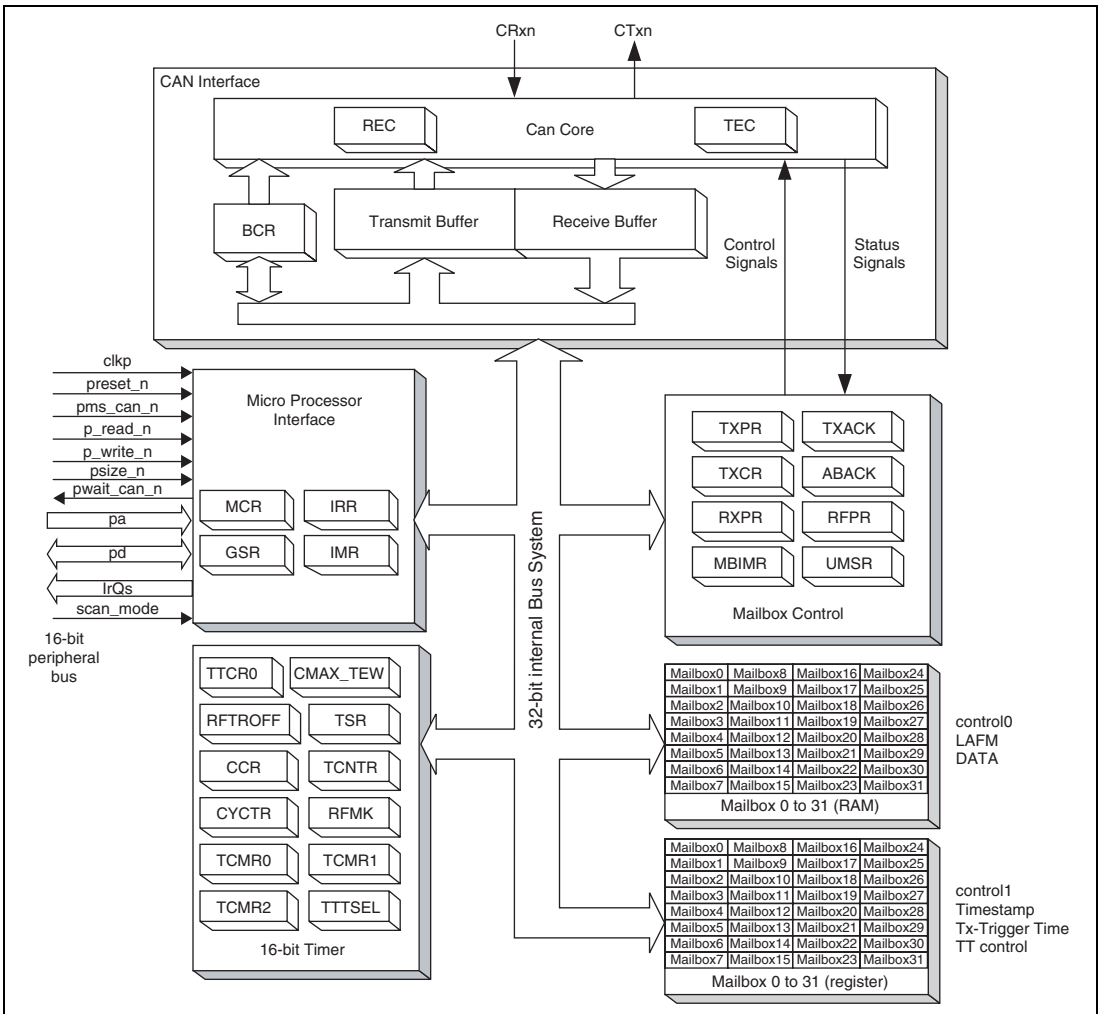 CRxn CTxn
CAN Interface
REC Can Core TEC
BCR Transmit Buffer Receive Buffer
Control Signals
Status Signals
clkp
preset_n
pms_can_n
p_read_n
p_write_n
psize_n
pwait_can_n
pa
pd
IrQs
scan_mode
16-bit
peripheral
bus
Micro Processor
Interface
MCR IRR
GSR IMR
32-bit internal Bus System
TXPR TXACK
TXCR ABACK
RXPR RFPR
MBIMR UMSR
Mailbox Control
TTCR0 CMAX_TEW
RFTROFF TSR
CCR TCNTR
CYCTR RFMK
TCMR0 TCMR1
TCMR2 TTTSEL
16-bit Timer
Mailbox0 Mailbox8 Mailbox16 Mailbox24
Mailbox1 Mailbox9 Mailbox17 Mailbox25
Mailbox2 Mailbox10 Mailbox18 Mailbox26
Mailbox3 Mailbox11 Mailbox19 Mailbox27
Mailbox4 Mailbox12 Mailbox20 Mailbox28
Mailbox5 Mailbox13 Mailbox21 Mailbox29
Mailbox6 Mailbox14 Mailbox22 Mailbox30
Mailbox7 Mailbox15 Mailbox23 Mailbox31
Mailbox 0 to 31 (RAM)
control0
LAFM
DATA
Mailbox0 Mailbox8 Mailbox16 Mailbox24
Mailbox1 Mailbox9 Mailbox17 Mailbox25
Mailbox2 Mailbox10 Mailbox18 Mailbox26
Mailbox3 Mailbox11 Mailbox19 Mailbox27
Mailbox4 Mailbox12 Mailbox20 Mailbox28
Mailbox5 Mailbox13 Mailbox21 Mailbox29
Mailbox6 Mailbox14 Mailbox22 Mailbox30
Mailbox7 Mailbox15 Mailbox23 Mailbox31
Mailbox 0 to 31 (register)
control1
Timestamp
Tx-Trigger Time
TT control